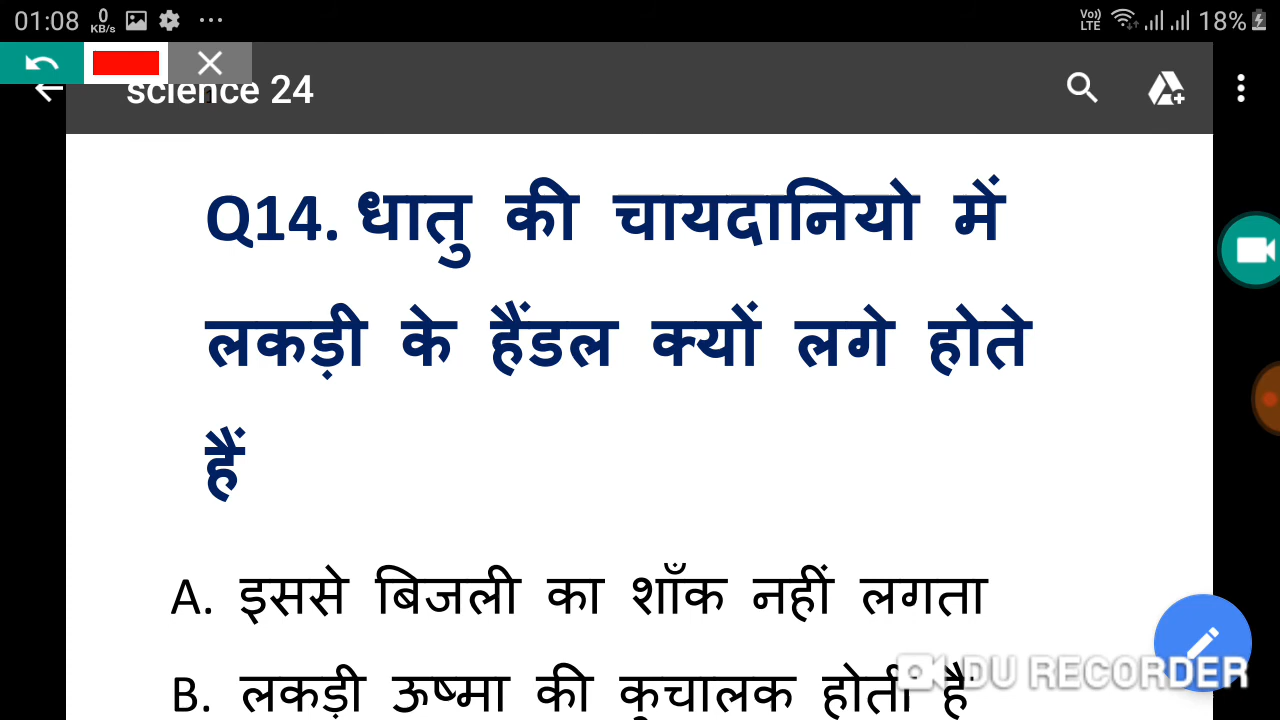 01:08 0 KB/s Vo)) LTE 18%
science 24
Q14. धातु की चायदानियो में
लकड़ी के हैंडल क्यों लगे होते
हैं
A. इससे बिजली का शाँक नहीं लगता
B. लकड़ी ऊष्मा की कुचालक होती है
DU RECORDER